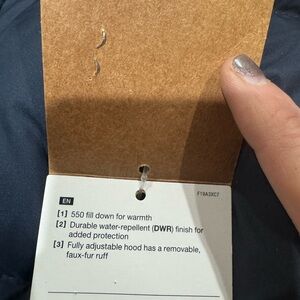 F19A3XC7
EN
[1] 550 fill down for warmth
[2] Durable water-repellent (DWR) finish for
added protection
[3] Fully adjustable hood has a removable,
faux-fur ruff